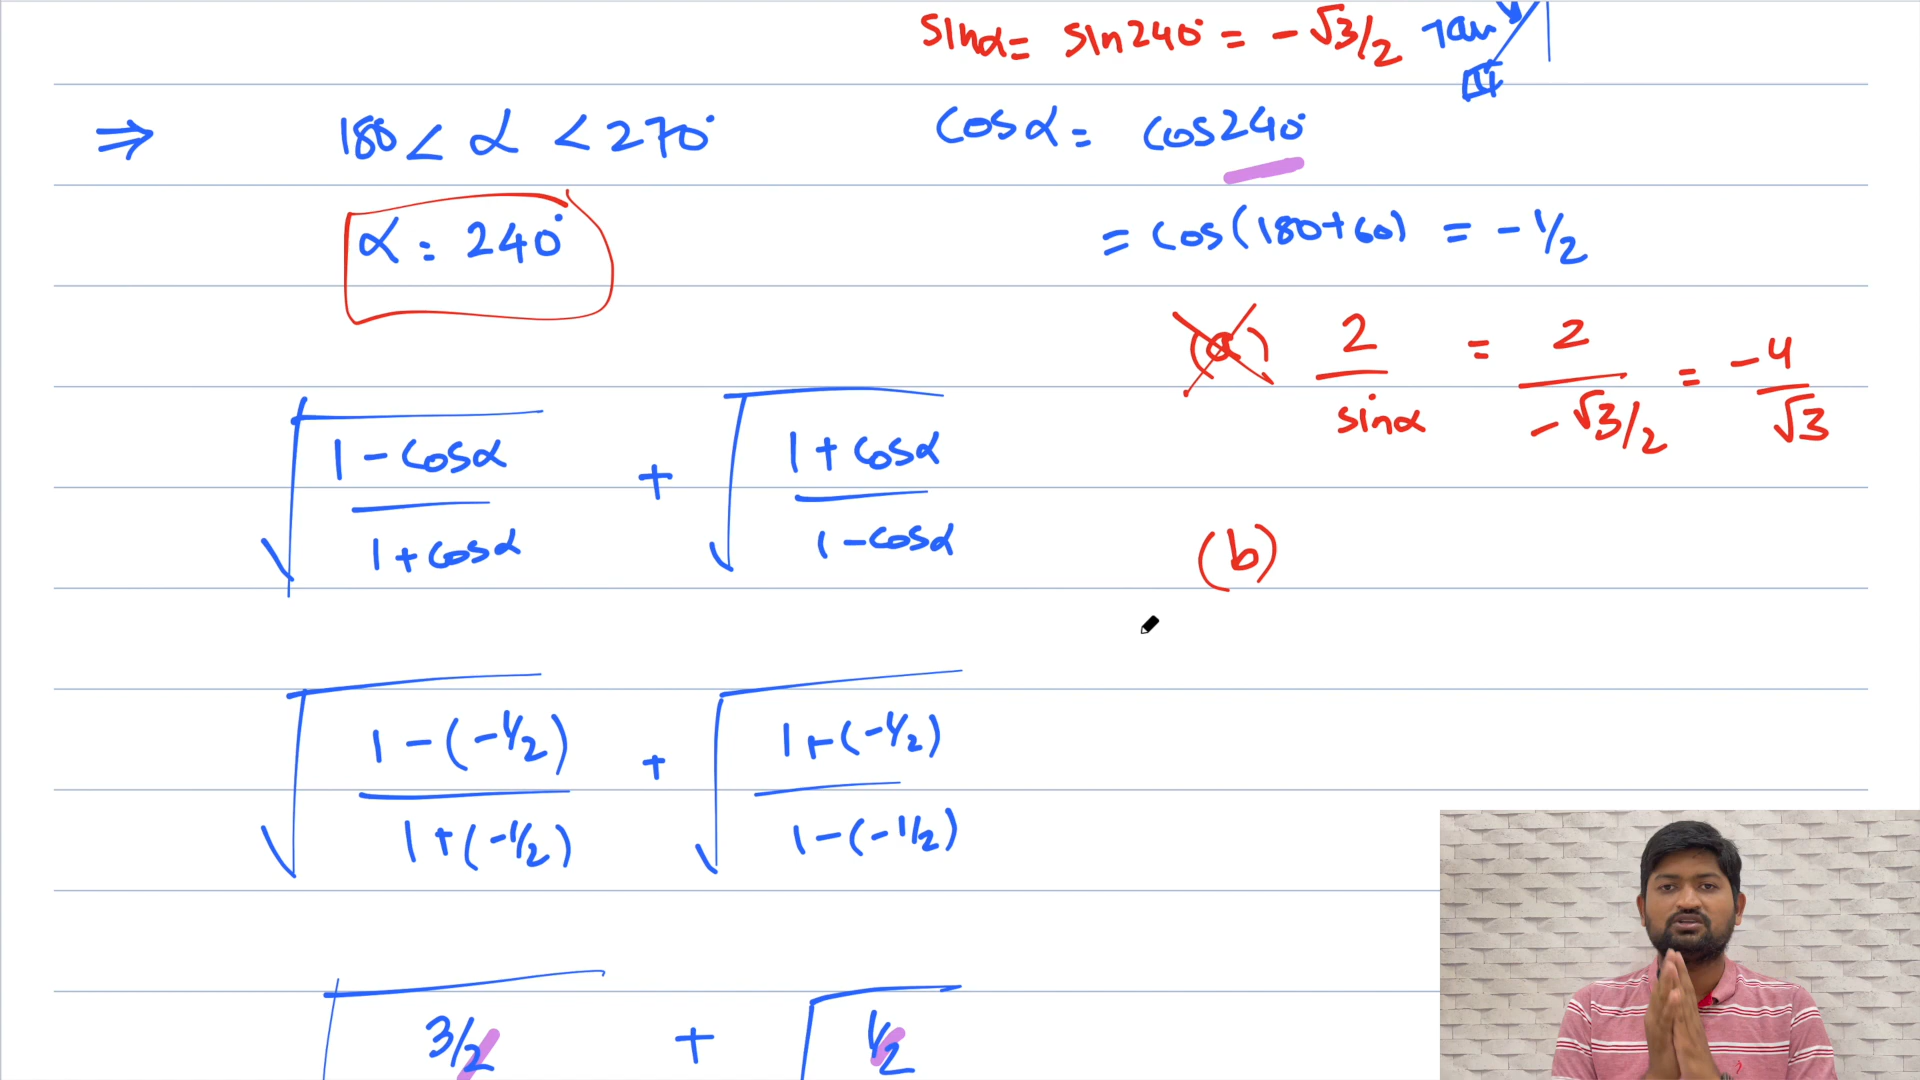 sinα = sin240° = -√3/2 tan
III
⇒ 180 < α < 270° cosα = cos240°
α = 240° = cos(180+60) = -1/2
(a) 2/sinα = 2/(-√3/2) = -4/√3
√((1-cosα)/(1+cosα)) + √((1+cosα)/(1-cosα))
(b)
√((1-(-1/2))/(1+(-1/2))) + √((1+(-1/2))/(1-(-1/2)))
√(3/2 + √(1/2